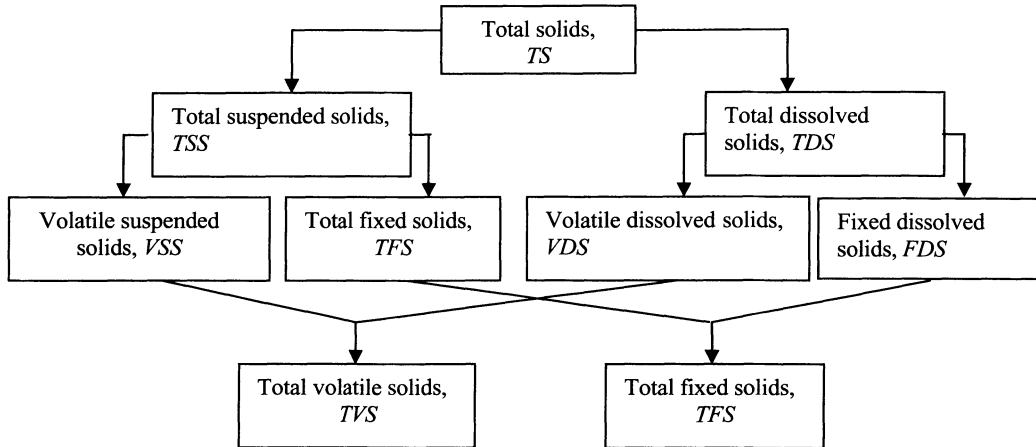 Total solids,
TS
Total suspended solids,
TSS
Total dissolved
solids, TDS
Volatile suspended
solids, VSS
Total fixed solids,
TFS
Volatile dissolved solids,
VDS
Fixed dissolved
solids, FDS
Total volatile solids,
TVS
Total fixed solids,
TFS